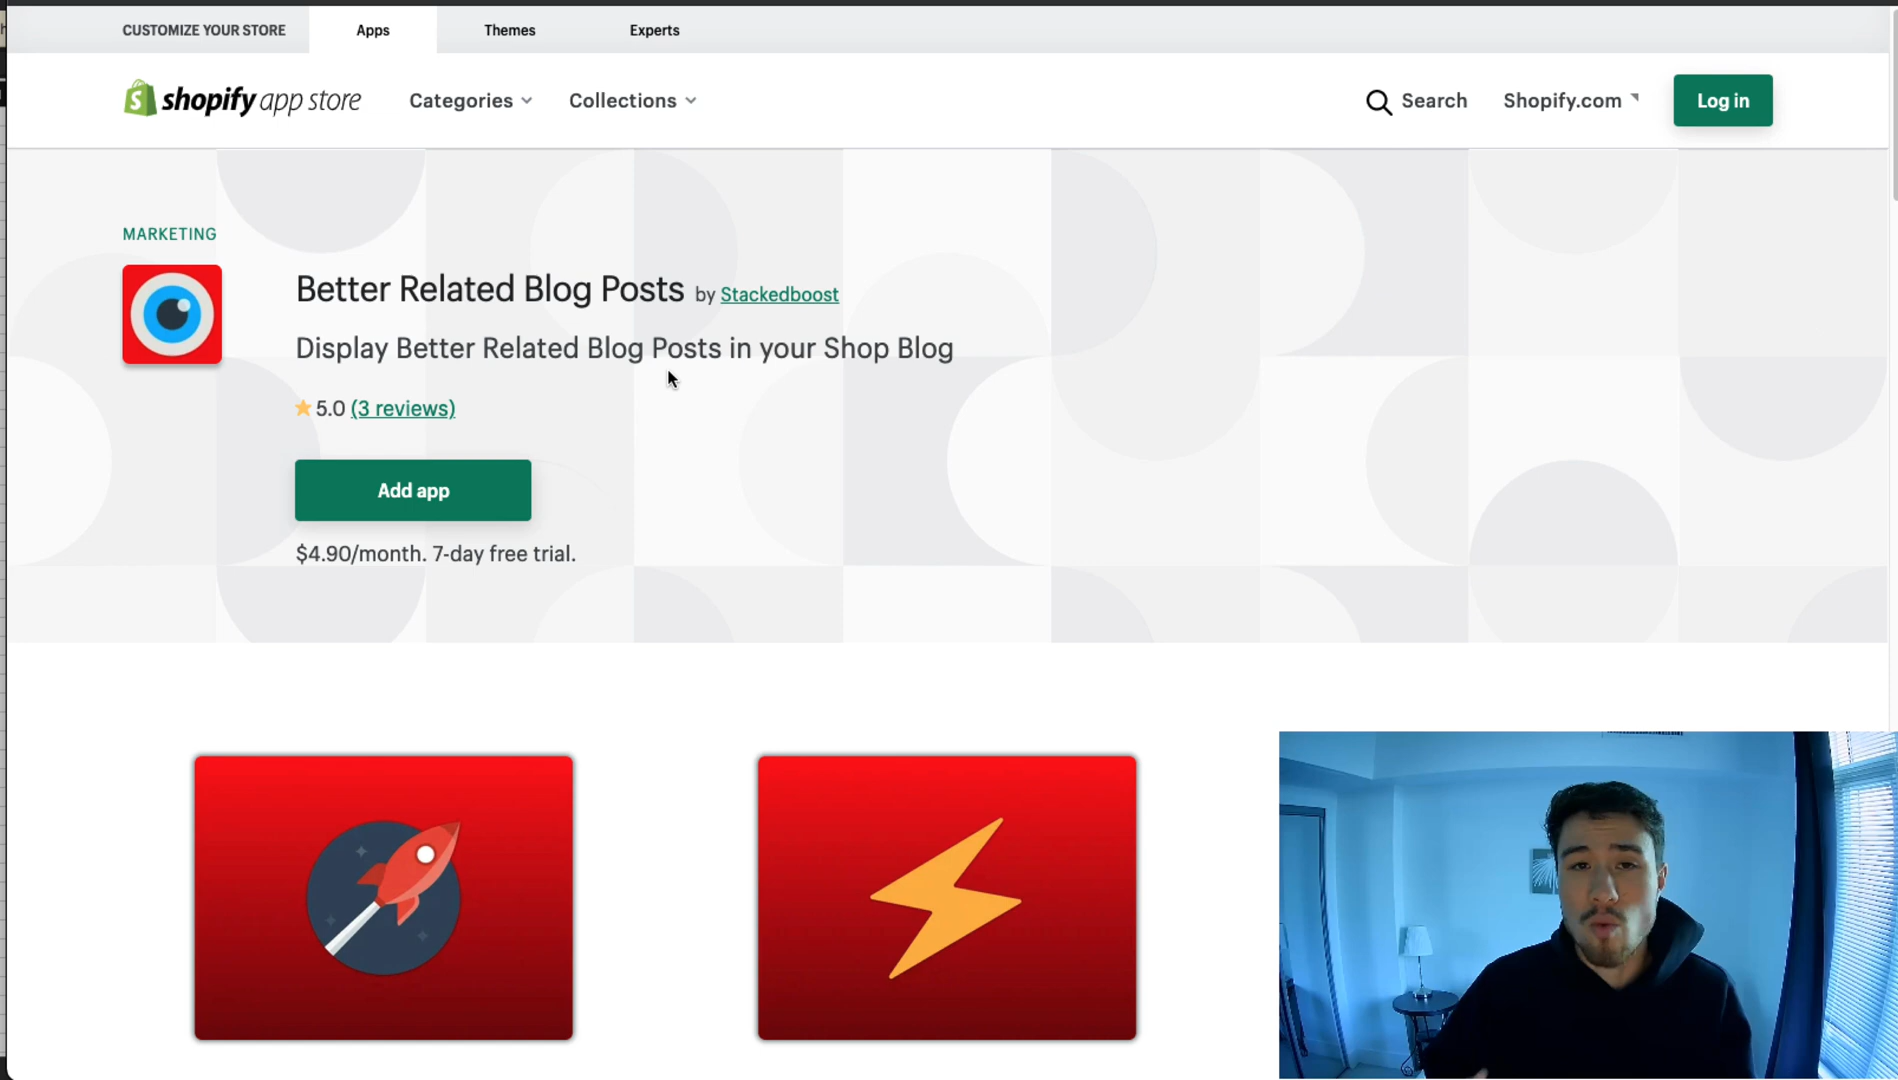 CUSTOMIZE YOUR STORE
Apps
Themes
Experts
shopify app store
Categories
Collections
Search
Shopify.com
Log in
MARKETING
Better Related Blog Posts by Stackedboost
Display Better Related Blog Posts in your Shop Blog
5.0 (3 reviews)
Add app
$4.90/month. 7-day free trial.